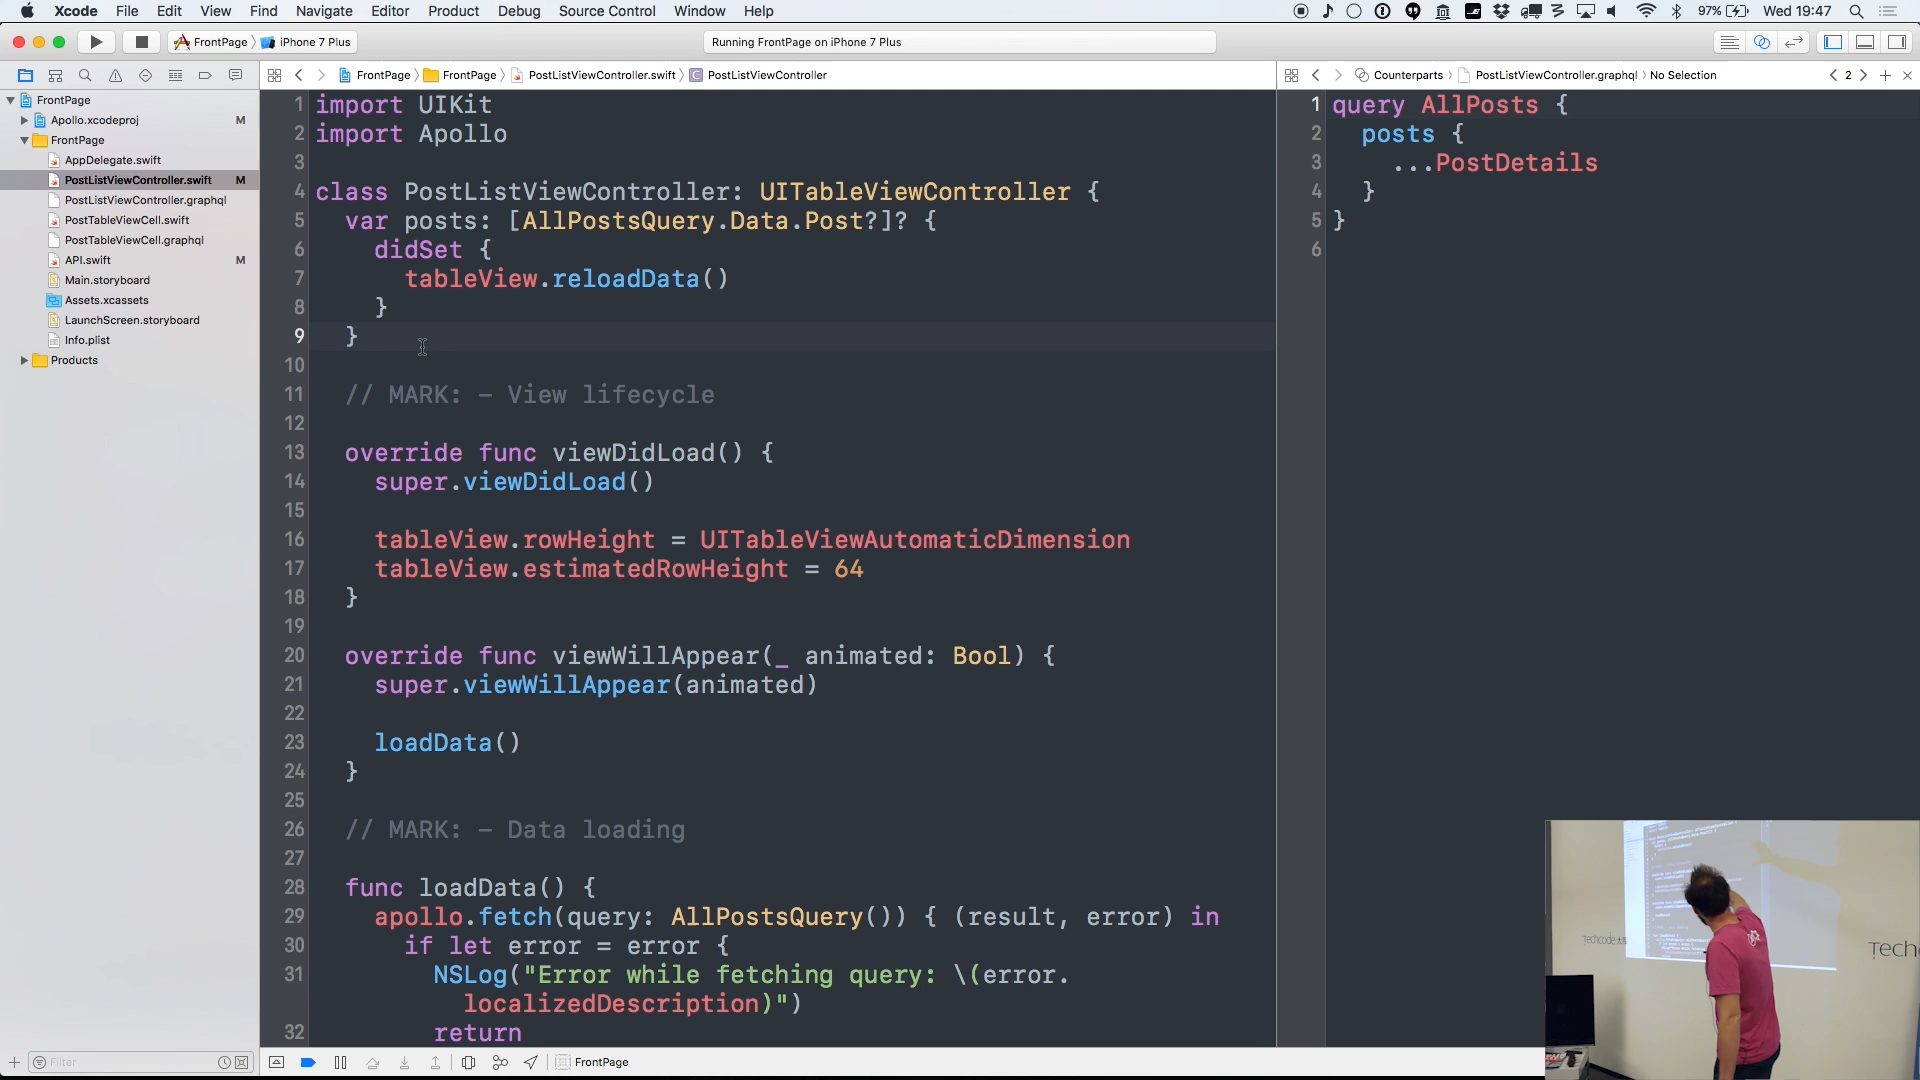 Xcode File Edit View Find Navigate Editor Product Debug Source Control Window Help 97% Wed 19:47
FrontPage iPhone 7 Plus Running FrontPage on iPhone 7 Plus
FrontPage FrontPage PostListViewController.swift PostListViewController
Counterparts PostListViewController.graphql No Selection 2
FrontPage
Apollo.xcodeproj M
FrontPage
AppDelegate.swift
PostListViewController.swift M
PostListViewController.graphql
PostTableViewCell.swift
PostTableViewCell.graphql
API.swift M
Main.storyboard
Assets.xcassets
LaunchScreen.storyboard
Info.plist
Products
Filter
1 import UIKit
2 import Apollo
3
4 class PostListViewController: UITableViewController {
5 var posts: [AllPostsQuery.Data.Post?]? {
6 didSet {
7 tableView.reloadData()
8 }
9 }
10
11 // MARK: - View lifecycle
12
13 override func viewDidLoad() {
14 super.viewDidLoad()
15
16 tableView.rowHeight = UITableViewAutomaticDimension
17 tableView.estimatedRowHeight = 64
18 }
19
20 override func viewWillAppear(_ animated: Bool) {
21 super.viewWillAppear(animated)
22
23 loadData()
24 }
25
26 // MARK: - Data loading
27
28 func loadData() {
29 apollo.fetch(query: AllPostsQuery()) { (result, error) in
30 if let error = error {
31 NSLog("Error while fetching query: \(error.
localizedDescription)")
32 return
FrontPage
1 query AllPosts {
2 posts {
3 ...PostDetails
4 }
5 }
6
Techcode
Tech